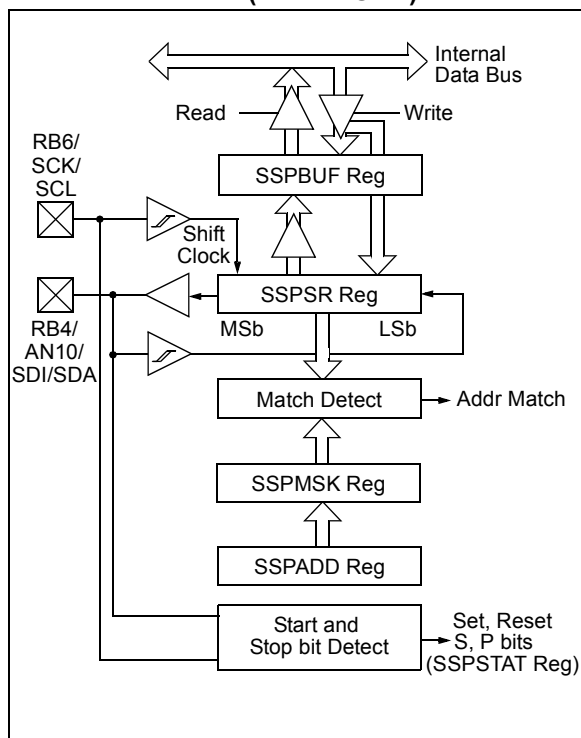 Internal
Data Bus
Read
Write
RB6/
SCK/
SCL
SSPBUF Reg
Shift
Clock
SSPSR Reg
MSb
LSb
RB4/
AN10/
SDI/SDA
Match Detect
Addr Match
SSPMSK Reg
SSPADD Reg
Start and
Stop bit Detect
Set, Reset
S, P bits
(SSPSTAT Reg)